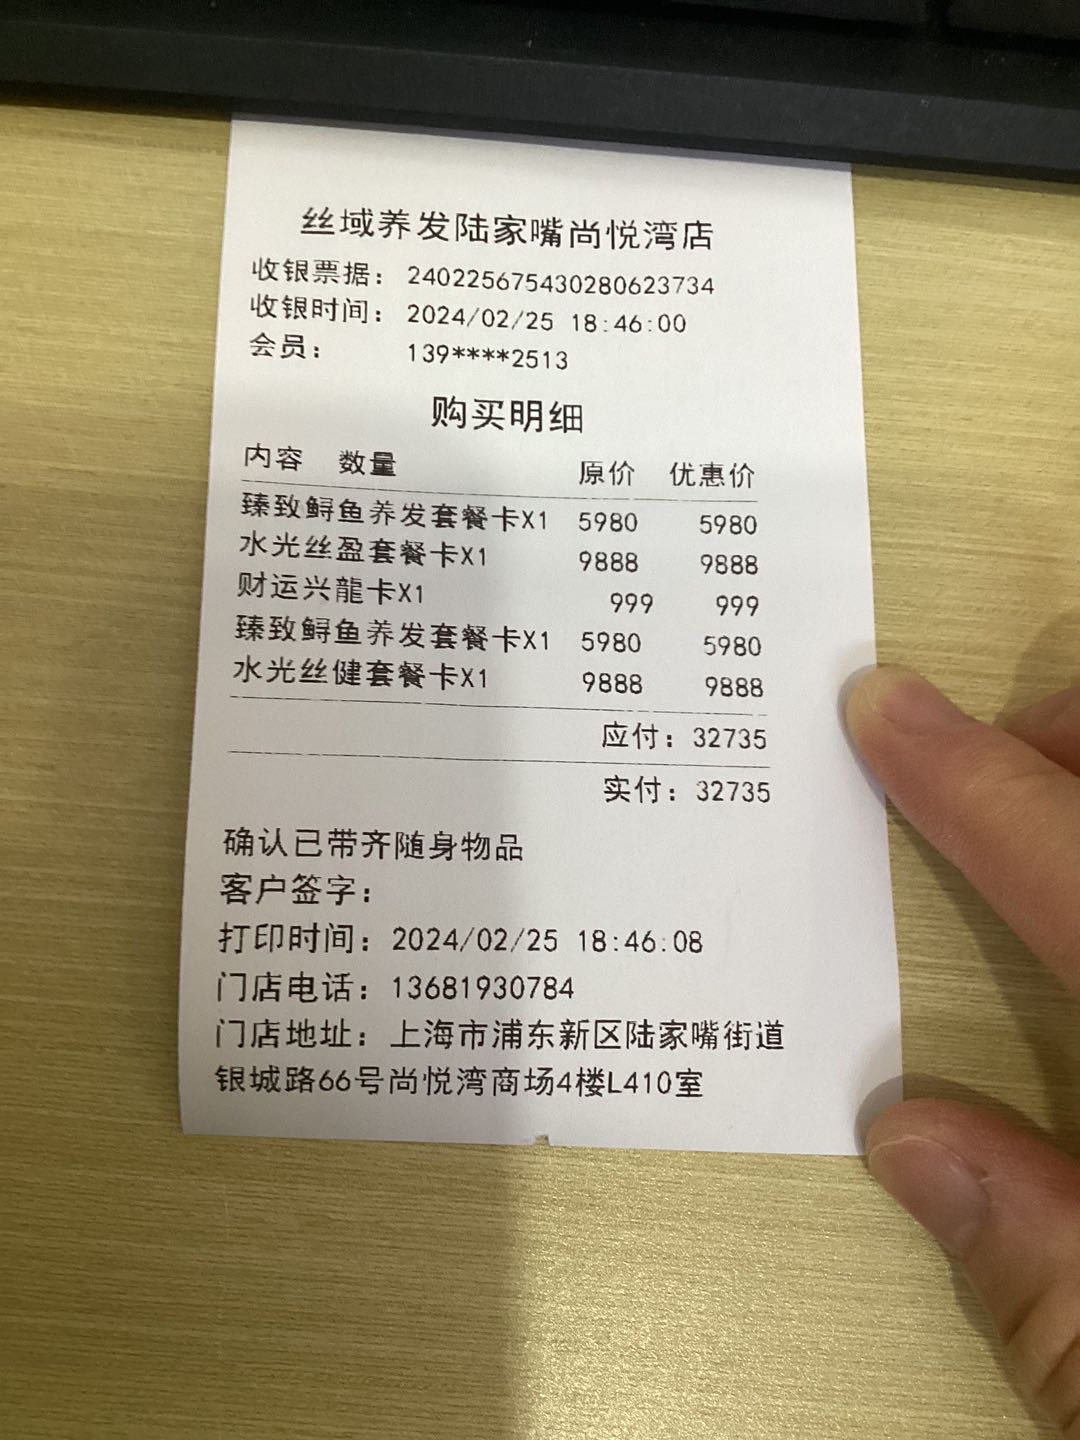 丝域养发陆家嘴尚悦湾店
收银票据： 240225675430280623734
收银时间： 2024/02/25 18:46:00
会员： 139****2513
购买明细
内容 数量 原价 优惠价
臻致鲟鱼养发套餐卡X1 5980 5980
水光丝盈套餐卡X1 9888 9888
财运兴龍卡X1 999 999
臻致鲟鱼养发套餐卡X1 5980 5980
水光丝健套餐卡X1 9888 9888
应付：32735
实付：32735
确认已带齐随身物品
客户签字：
打印时间：2024/02/25 18:46:08
门店电话：13681930784
门店地址：上海市浦东新区陆家嘴街道
银城路66号尚悦湾商场4楼L410室